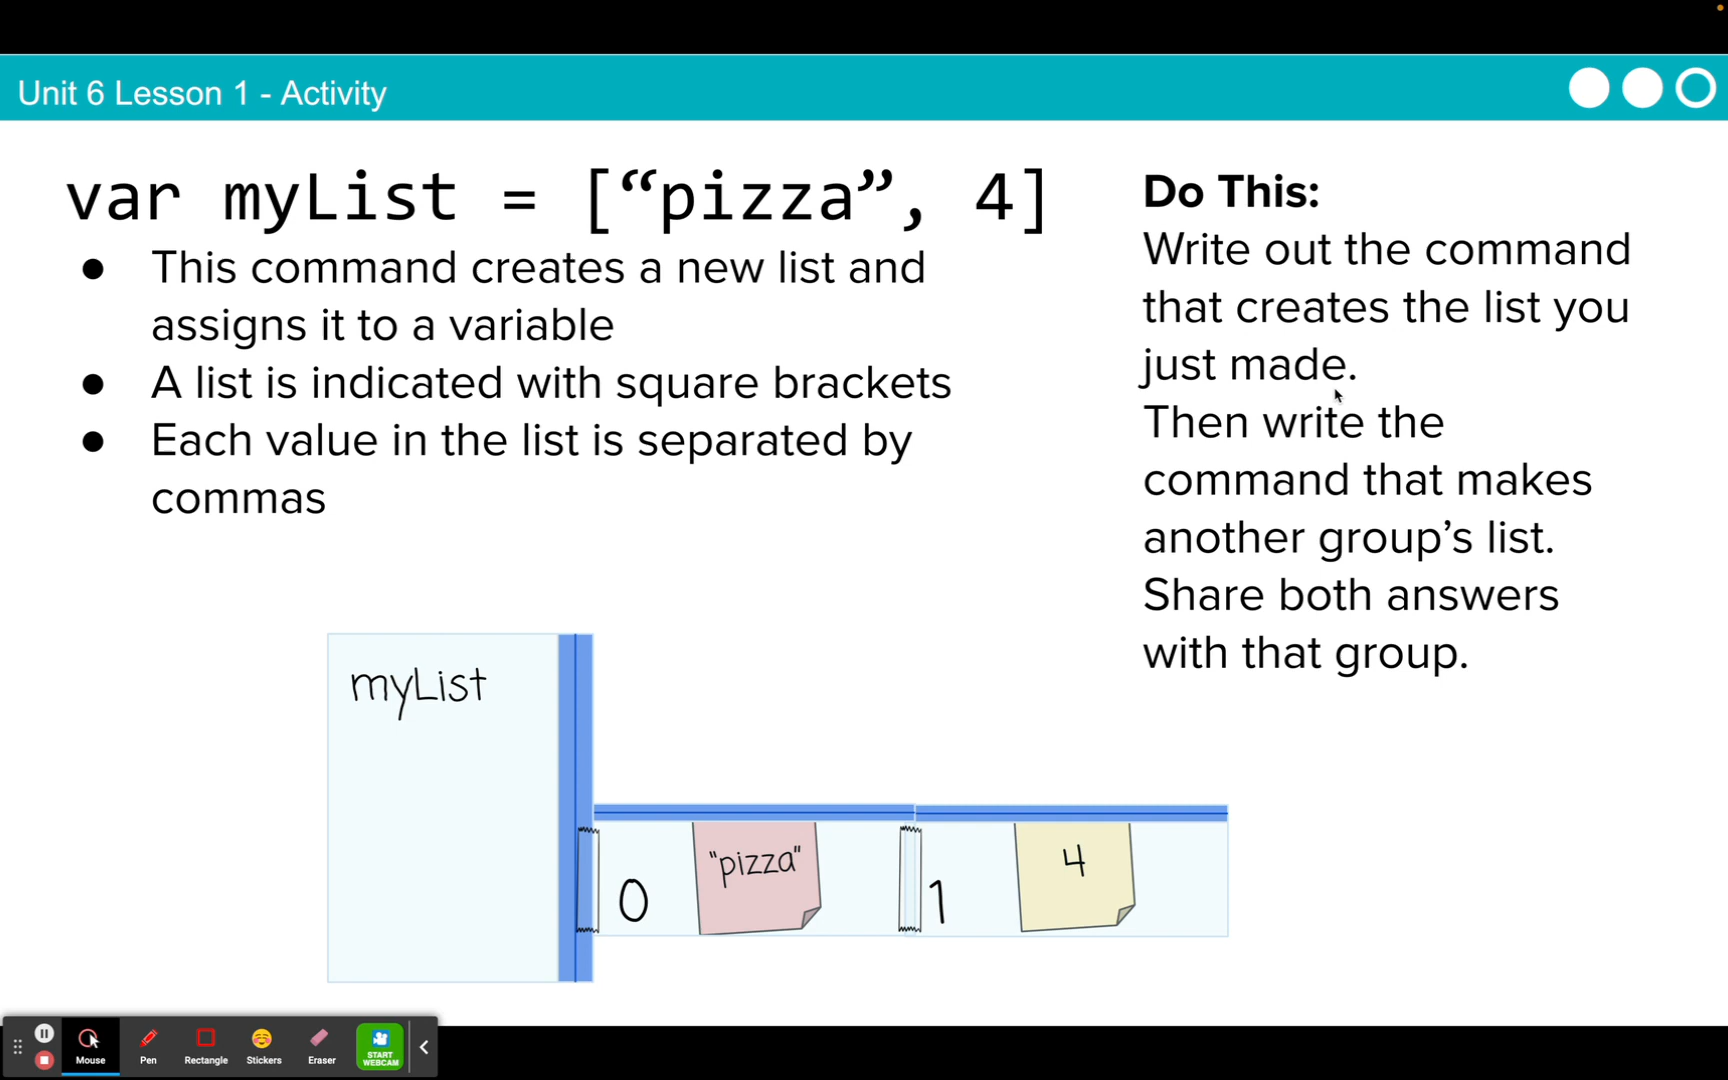 Unit 6 Lesson 1 - Activity
var myList = [“pizza”, 4]
● This command creates a new list and
assigns it to a variable
● A list is indicated with square brackets
● Each value in the list is separated by
commas
Do This:
Write out the command
that creates the list you
just made.
Then write the
command that makes
another group’s list.
Share both answers
with that group.
myList
0 "pizza" 1 4
Mouse Pen Rectangle Stickers Eraser START
WEBCAM